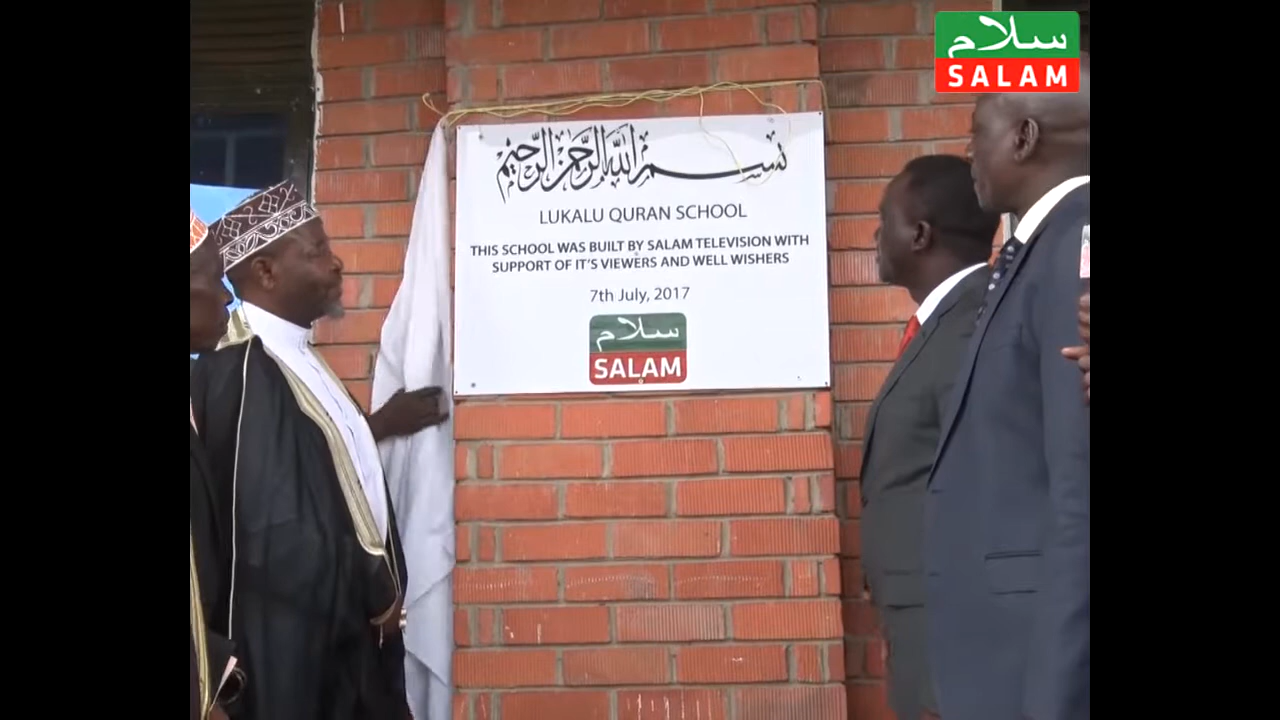 سلام
SALAM
بسم الله الرحمن الرحيم
LUKALU QURAN SCHOOL
THIS SCHOOL WAS BUILT BY SALAM TELEVISION WITH
SUPPORT OF IT'S VIEWERS AND WELL WISHERS
7th July, 2017
سلام
SALAM